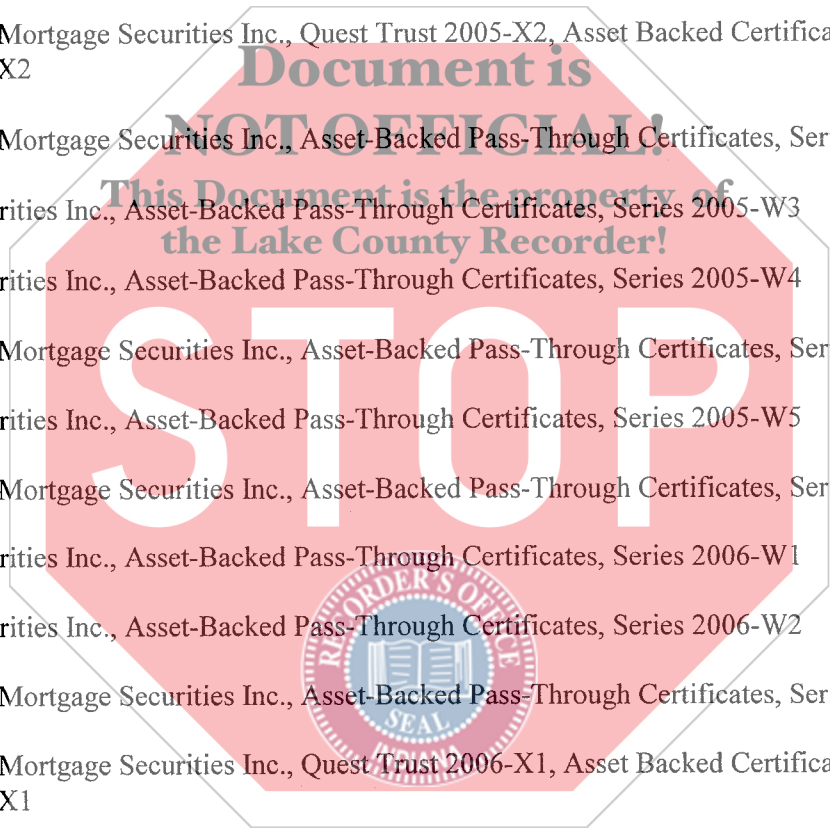 Mortgage Securities Inc., Quest Trust 2005-X2, Asset Backed Certifica
X2
Document is
NOT OFFICIAL!
Mortgage Securities Inc., Asset-Backed Pass-Through Certificates, Ser
This Document is the property of
rities Inc., Asset-Backed Pass-Through Certificates, Series 2005-W3
the Lake County Recorder!
rities Inc., Asset-Backed Pass-Through Certificates, Series 2005-W4
STOP
Mortgage Securities Inc., Asset-Backed Pass-Through Certificates, Ser
rities Inc., Asset-Backed Pass-Through Certificates, Series 2005-W5
Mortgage Securities Inc., Asset-Backed Pass-Through Certificates, Ser
rities Inc., Asset-Backed Pass-Through Certificates, Series 2006-W1
RECORDER'S OFFICE
rities Inc., Asset-Backed Pass-Through Certificates, Series 2006-W2
Mortgage Securities Inc., Asset-Backed Pass-Through Certificates, Ser
SEAL
INDIANA
Mortgage Securities Inc., Quest Trust 2006-X1, Asset Backed Certifica
X1